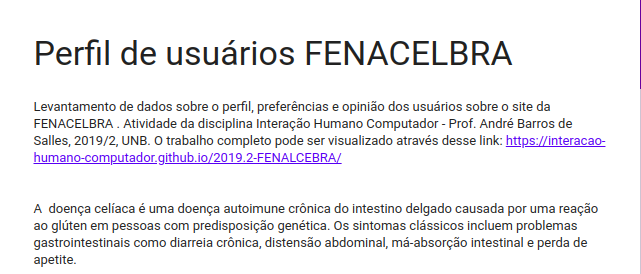 Perfil de usuários FENACELBRA
Levantamento de dados sobre o perfil, preferências e opinião dos usuários sobre o site da
FENACELBRA . Atividade da disciplina Interação Humano Computador - Prof. André Barros de
Salles, 2019/2, UNB. O trabalho completo pode ser visualizado através desse link: https://interacao-
humano-computador.github.io/2019.2-FENALCEBRA/
A  doença celíaca é uma doença autoimune crônica do intestino delgado causada por uma reação
ao glúten em pessoas com predisposição genética. Os sintomas clássicos incluem problemas
gastrointestinais como diarreia crônica, distensão abdominal, má-absorção intestinal e perda de
apetite.